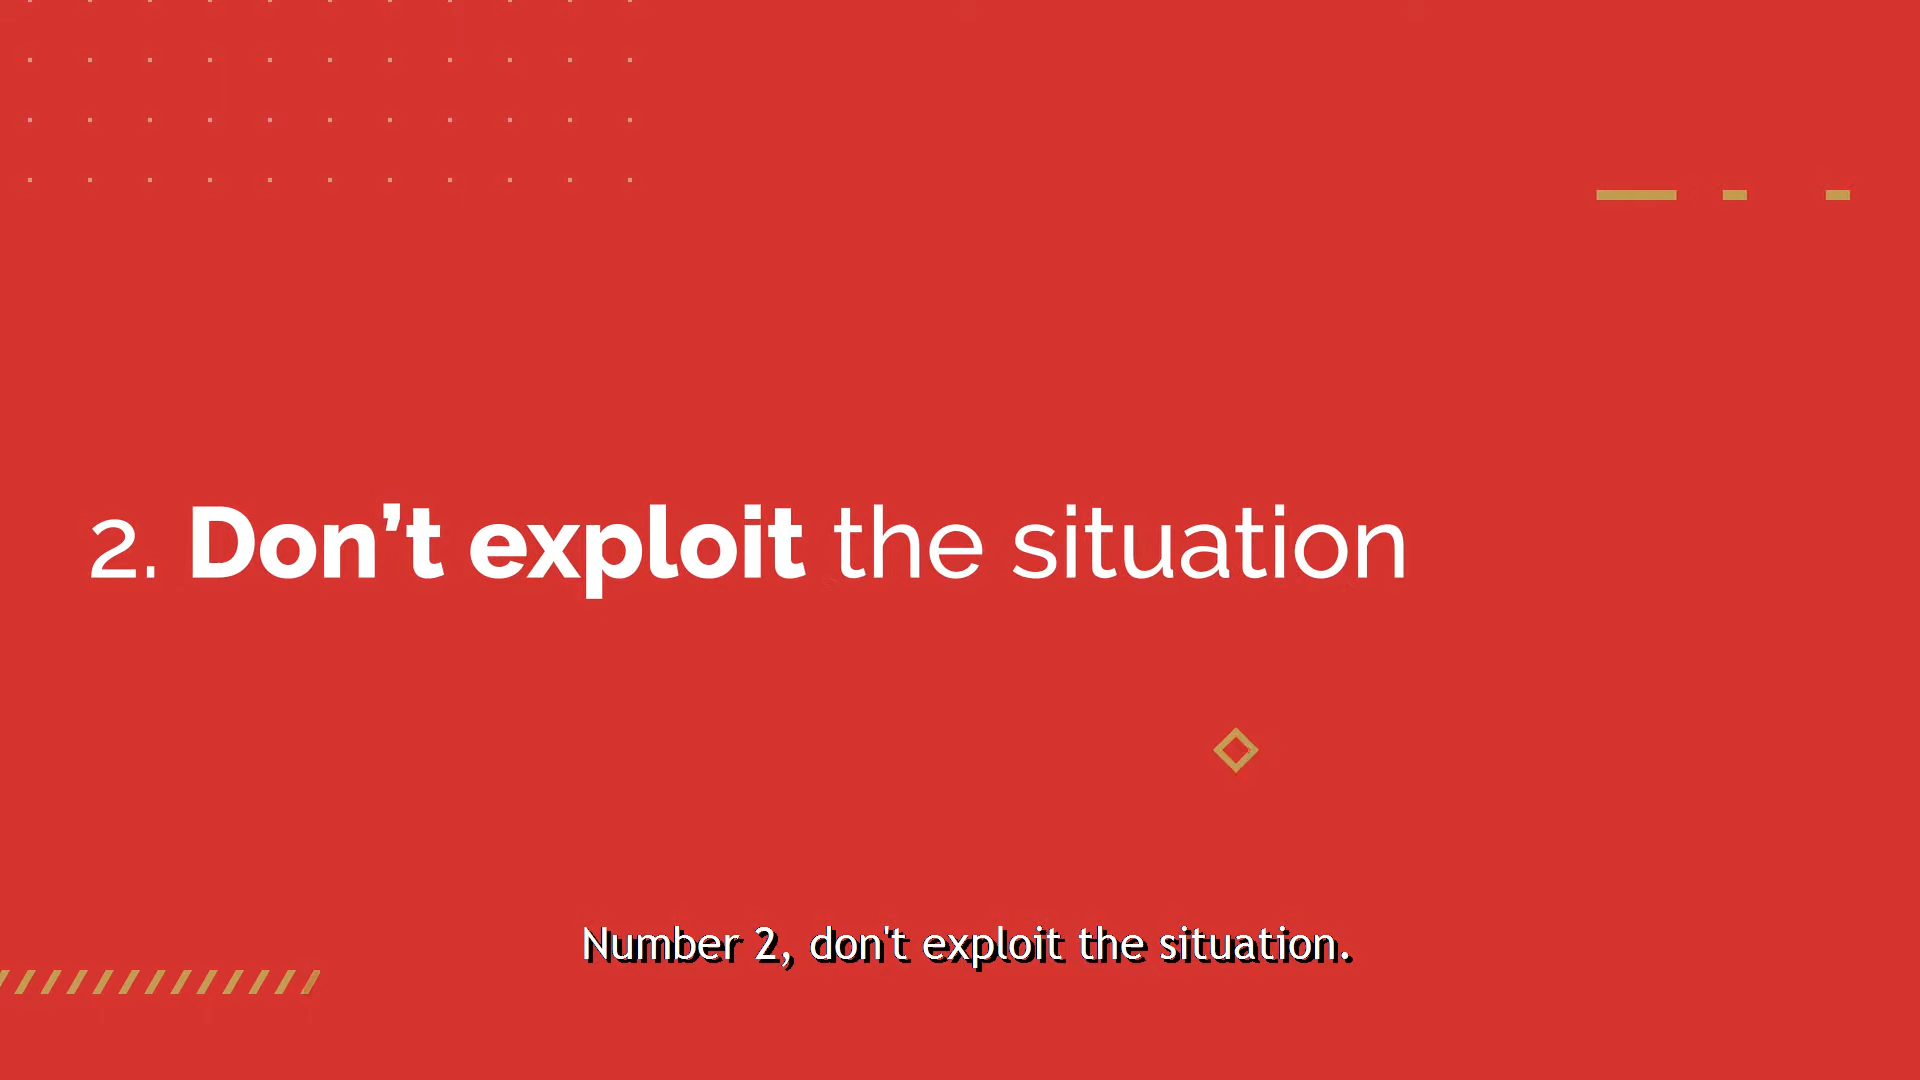 2. Don’t exploit the situation
Number 2, don't exploit the situation.